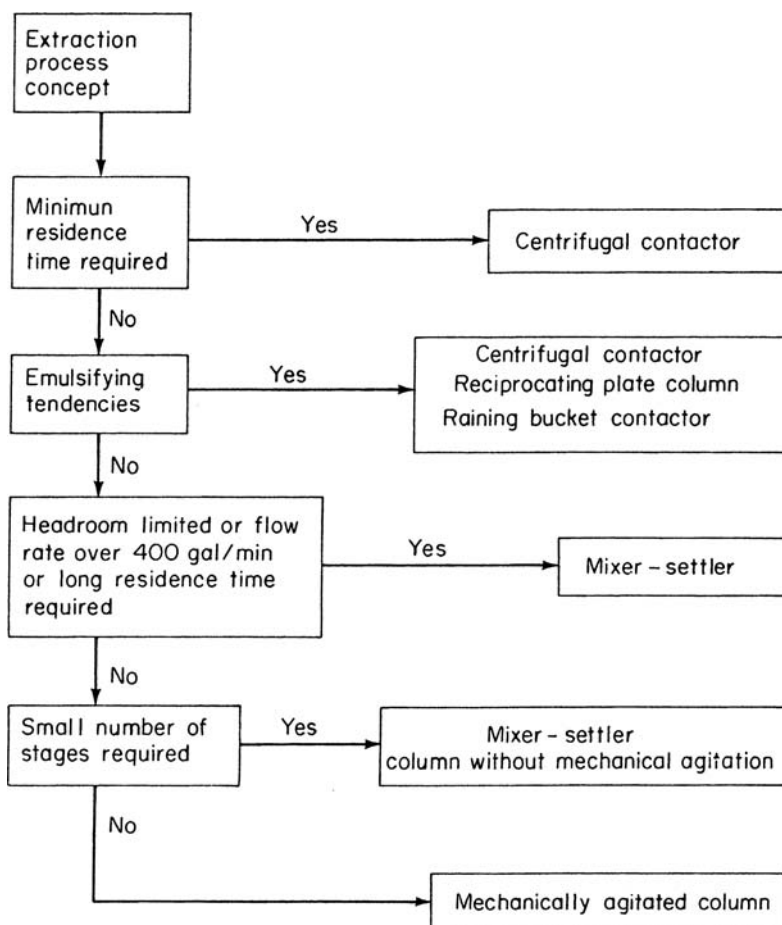 Extraction
process
concept
Minimun
residence
time required
Yes
Centrifugal contactor
No
Emulsifying
tendencies
Yes
Centrifugal contactor
Reciprocating plate column
Raining bucket contactor
No
Headroom limited or flow
rate over 400 gal/min
or long residence time
required
Yes
Mixer – settler
No
Small number of
stages required
Yes
Mixer – settler
column without mechanical agitation
No
Mechanically agitated column